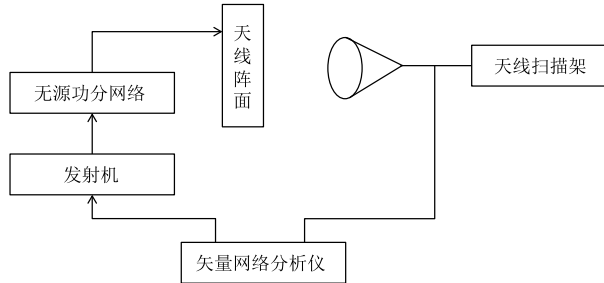 天线阵面
天线扫描架
无源功分网络
发射机
矢量网络分析仪